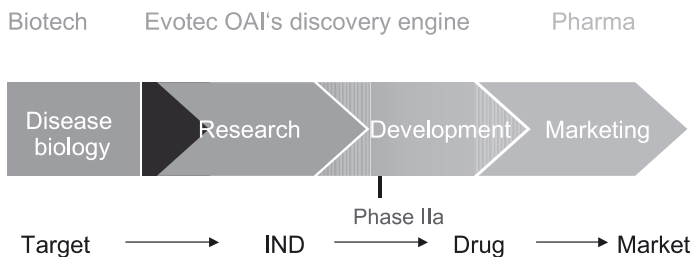 Biotech Evotec OAI's discovery engine Pharma
Disease
biology
Research Development Marketing
Phase IIa
Target IND Drug Market